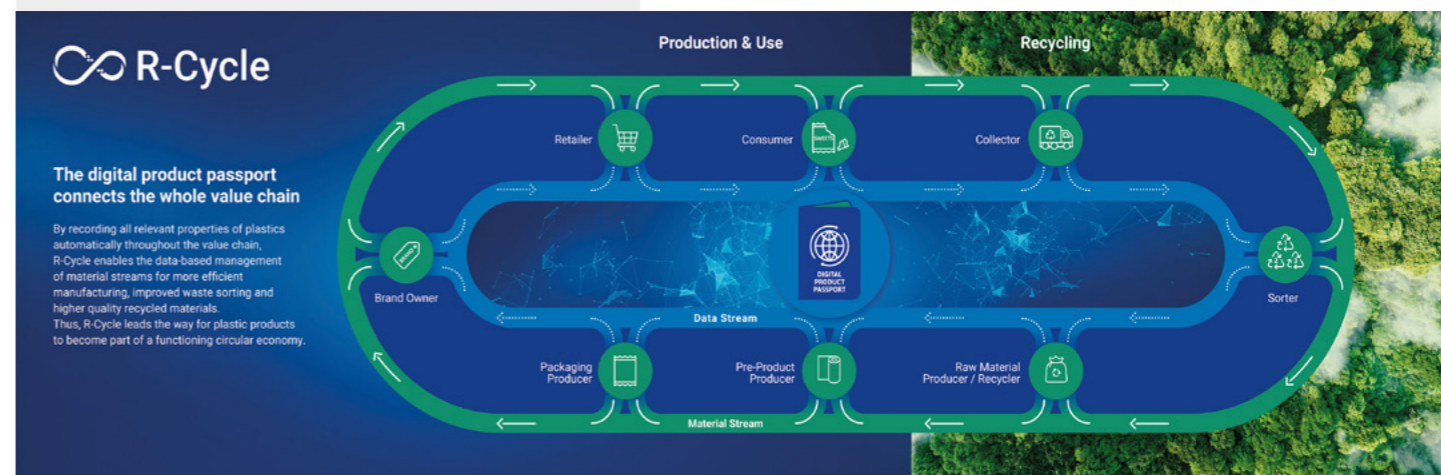 R-Cycle
Production & Use
Recycling
The digital product passport
connects the whole value chain
By recording all relevant properties of plastics
automatically throughout the value chain,
R-Cycle enables the data-based management
of material streams for more efficient
manufacturing, improved waste sorting and
higher quality recycled materials.
Thus, R-Cycle leads the way for plastic products
to become part of a functioning circular economy.
Retailer
Consumer
SWEETS
Collector
BRAND
Brand Owner
DIGITAL
PRODUCT
PASSPORT
Sorter
Data Stream
Packaging
Producer
Pre-Product
Producer
Raw Material
Producer / Recycler
Material Stream